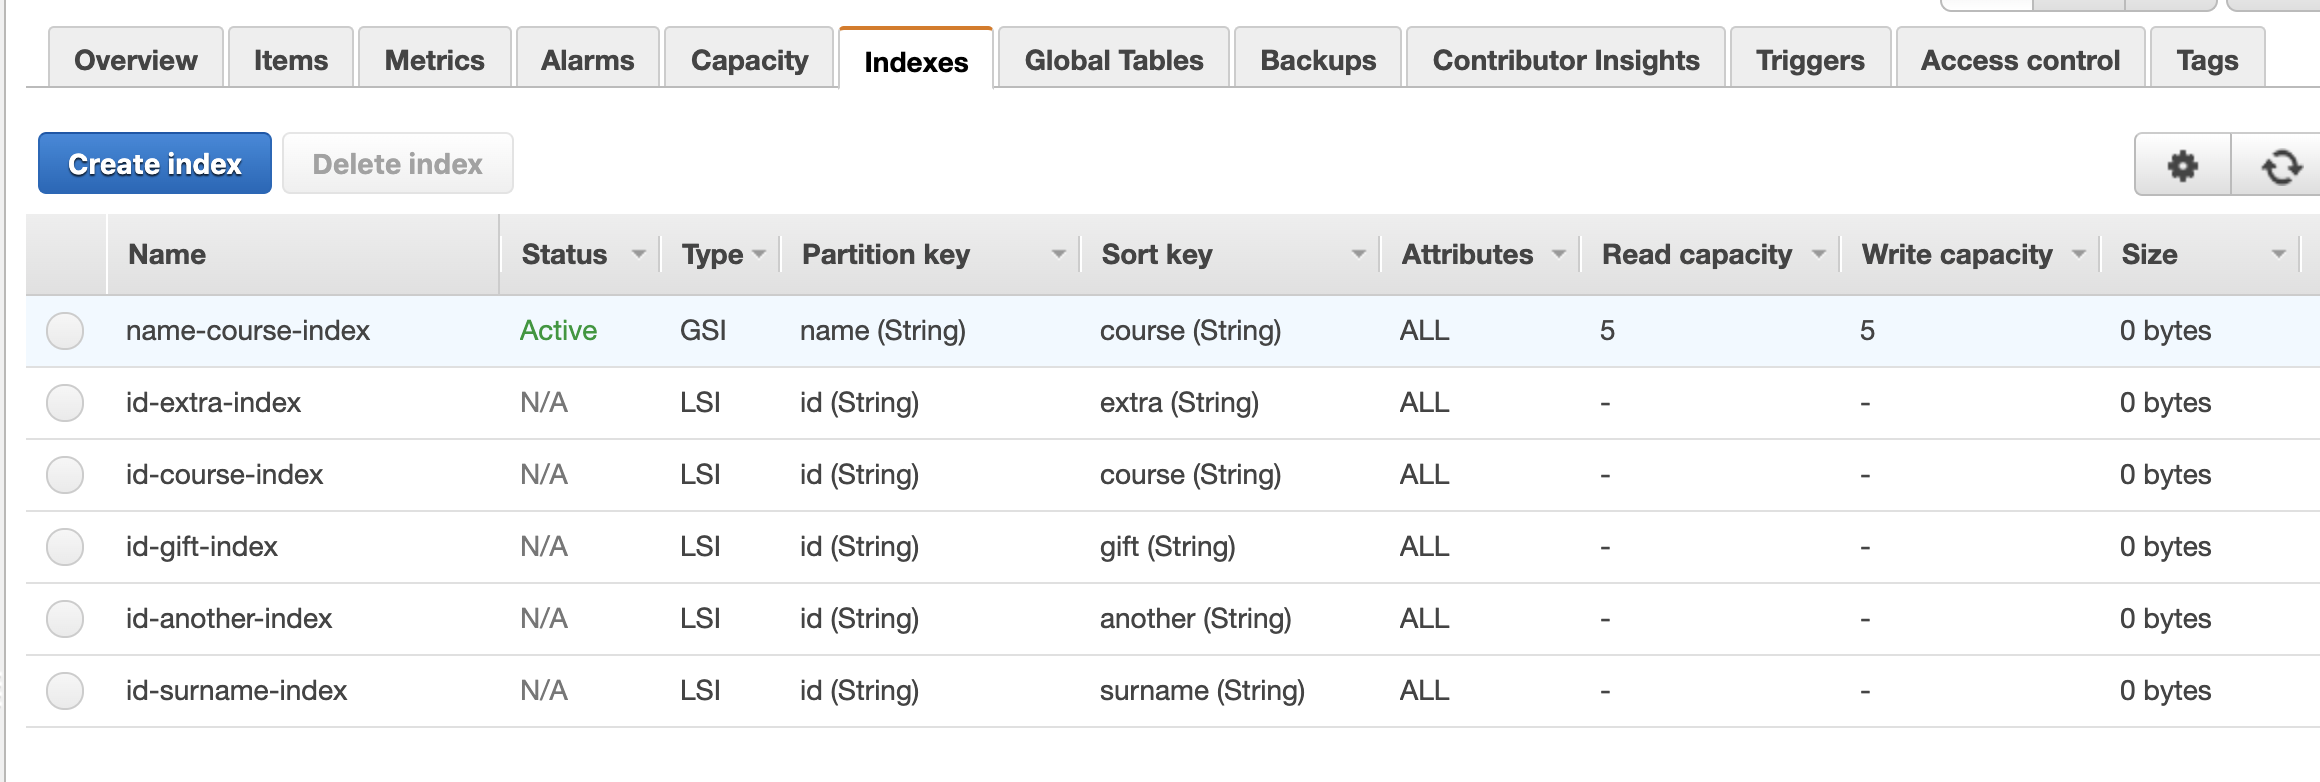 Overview Items Metrics Alarms Capacity Indexes Global Tables Backups Contributor Insights Triggers Access control Tags
Create index Delete index
Name Status Type Partition key Sort key Attributes Read capacity Write capacity Size
name-course-index Active GSI name (String) course (String) ALL 5 5 0 bytes
id-extra-index N/A LSI id (String) extra (String) ALL - - 0 bytes
id-course-index N/A LSI id (String) course (String) ALL - - 0 bytes
id-gift-index N/A LSI id (String) gift (String) ALL - - 0 bytes
id-another-index N/A LSI id (String) another (String) ALL - - 0 bytes
id-surname-index N/A LSI id (String) surname (String) ALL - - 0 bytes